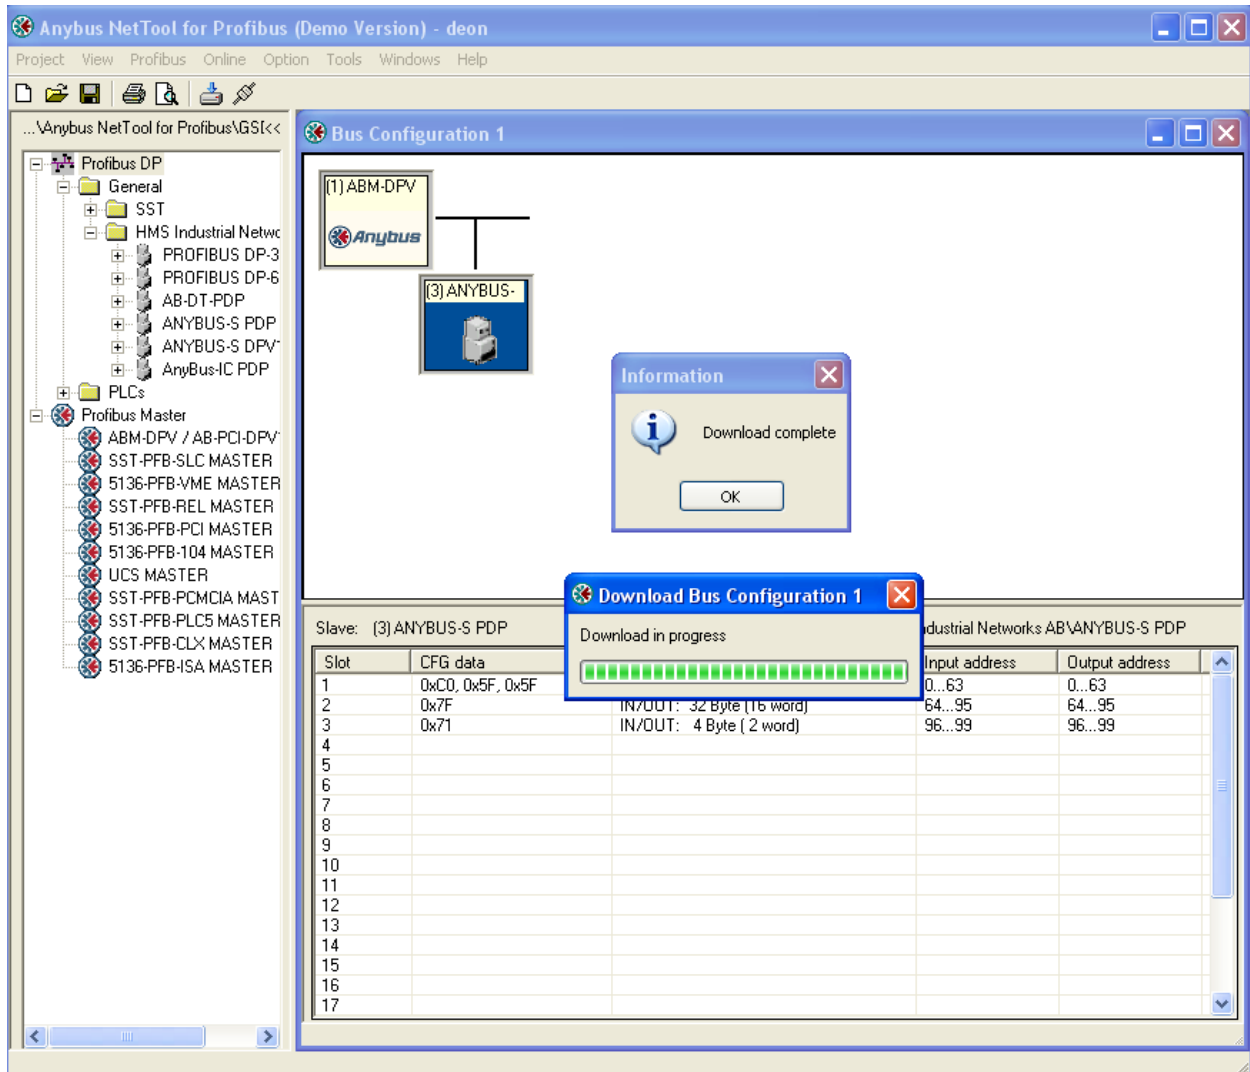 Anybus NetTool for Profibus (Demo Version) - deon
Project View Profibus Online Option Tools Windows Help
...\Anybus NetTool for Profibus\GS[<<
Profibus DP
General
SST
HMS Industrial Netwo
PROFIBUS DP-3
PROFIBUS DP-6
AB-DT-PDP
ANYBUS-S PDP
ANYBUS-S DPV1
AnyBus-IC PDP
PLCs
Profibus Master
ABM-DPV / AB-PCI-DPV1
SST-PFB-SLC MASTER
5136-PFB-VME MASTER
SST-PFB-REL MASTER
5136-PFB-PCI MASTER
5136-PFB-104 MASTER
UCS MASTER
SST-PFB-PCMCIA MAST
SST-PFB-PLC5 MASTER
SST-PFB-CLX MASTER
5136-PFB-ISA MASTER
Bus Configuration 1
(1) ABM-DPV
Anybus
(3) ANYBUS-
Information
Download complete
OK
Download Bus Configuration 1
Download in progress
Slave: (3) ANYBUS-S PDP
dustrial Networks AB\ANYBUS-S PDP
Slot CFG data Input address Output address
1 0xC0, 0x5F, 0x5F 0...63 0...63
2 0x7F IN/OUT: 32 Byte (16 word) 64...95 64...95
3 0x71 IN/OUT: 4 Byte ( 2 word) 96...99 96...99
4
5
6
7
8
9
10
11
12
13
14
15
16
17